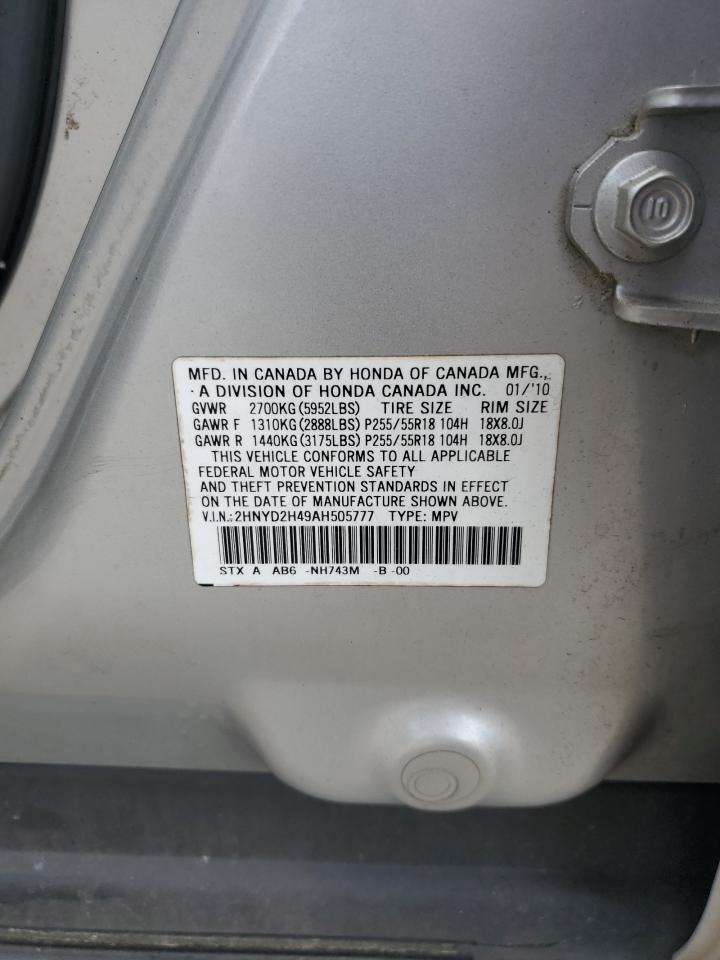 10
MFD. IN CANADA BY HONDA OF CANADA MFG.,
A DIVISION OF HONDA CANADA INC. 01/'10
GVWR 2700KG(5952LBS) TIRE SIZE RIM SIZE
GAWR F 1310KG(2888LBS) P255/55R18 104H 18X8.0J
GAWR R 1440KG(3175LBS) P255/55R18 104H 18X8.0J
THIS VEHICLE CONFORMS TO ALL APPLICABLE
FEDERAL MOTOR VEHICLE SAFETY
AND THEFT PREVENTION STANDARDS IN EFFECT
ON THE DATE OF MANUFACTURE SHOWN ABOVE.
V.I.N.:2HNYD2H49AH505777 TYPE: MPV
STX A AB6 -NH743M -B -00